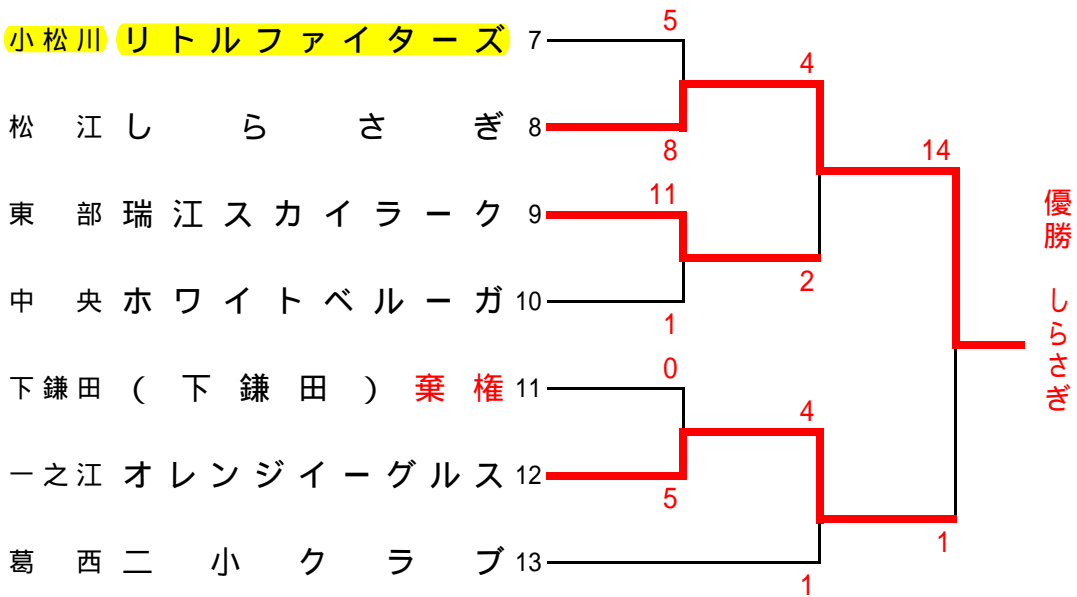 小松川 リトルファイターズ 7
松江 しらさぎ 8
東部 瑞江スカイラーク 9
中央 ホワイトベルーガ 10
下鎌田 (下鎌田)棄権 11
一之江 オレンジイーグルス 12
葛西 二小クラブ 13
5
8
11
1
0
5
4
2
4
1
14
1
優勝 しらさぎ